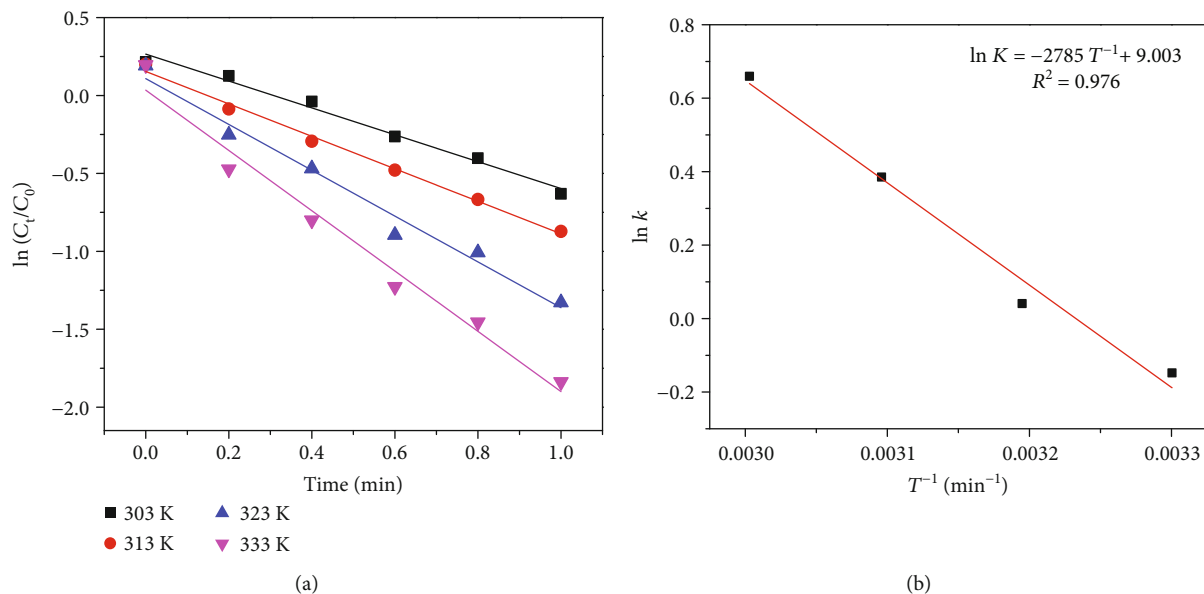 0.5
0.0
−0.5
−1.0
−1.5
−2.0
ln (Ct/C0)
0.0 0.2 0.4 0.6 0.8 1.0
Time (min)
303 K 323 K
313 K 333 K
(a)
0.8
0.6
0.4
0.2
0.0
−0.2
ln k
ln K = −2785 T⁻¹ + 9.003
R² = 0.976
0.0030 0.0031 0.0032 0.0033
T⁻¹ (min⁻¹)
(b)